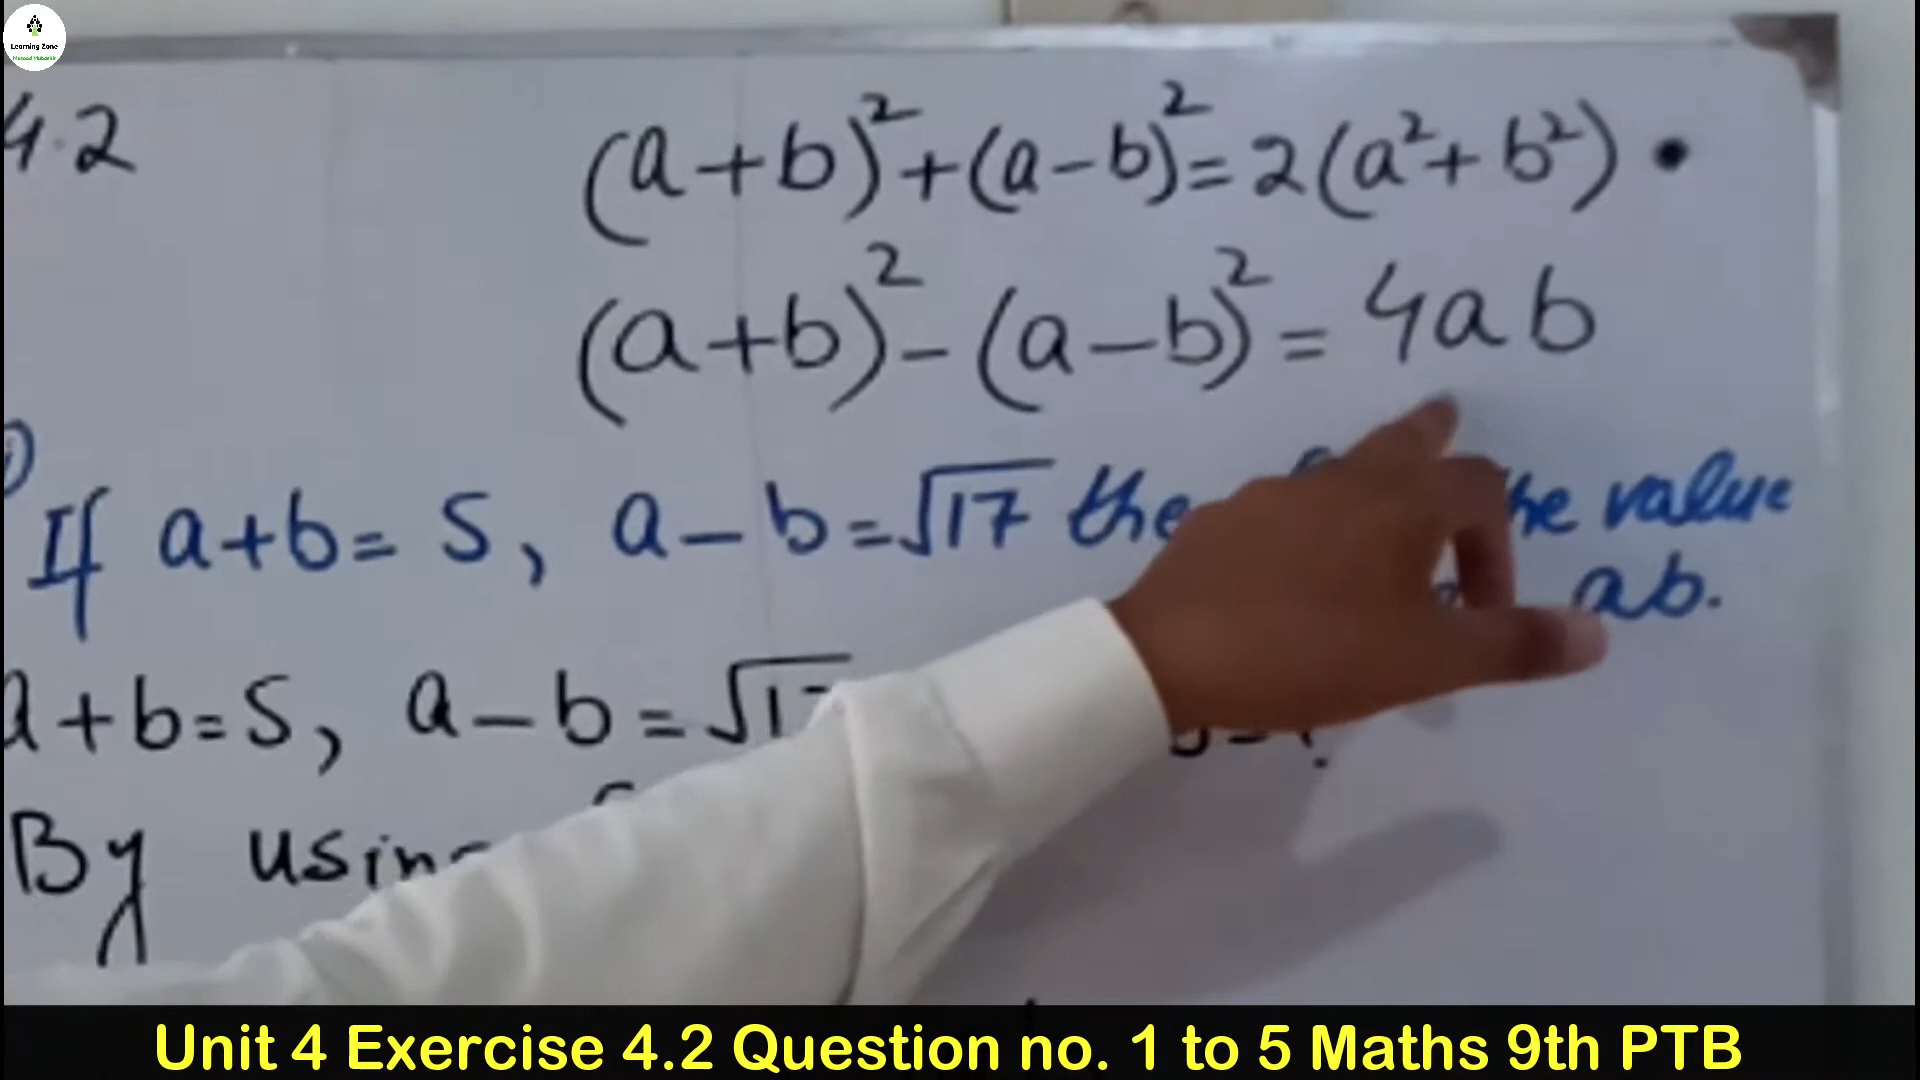 Learning Zone
4.2
(a+b)²+(a-b)²=2(a²+b²)
(a+b)²-(a-b)²=4ab
If a+b=5, a-b=√17 the value
ab.
a+b=5, a-b=√
By using
Unit 4 Exercise 4.2 Question no. 1 to 5 Maths 9th PTB